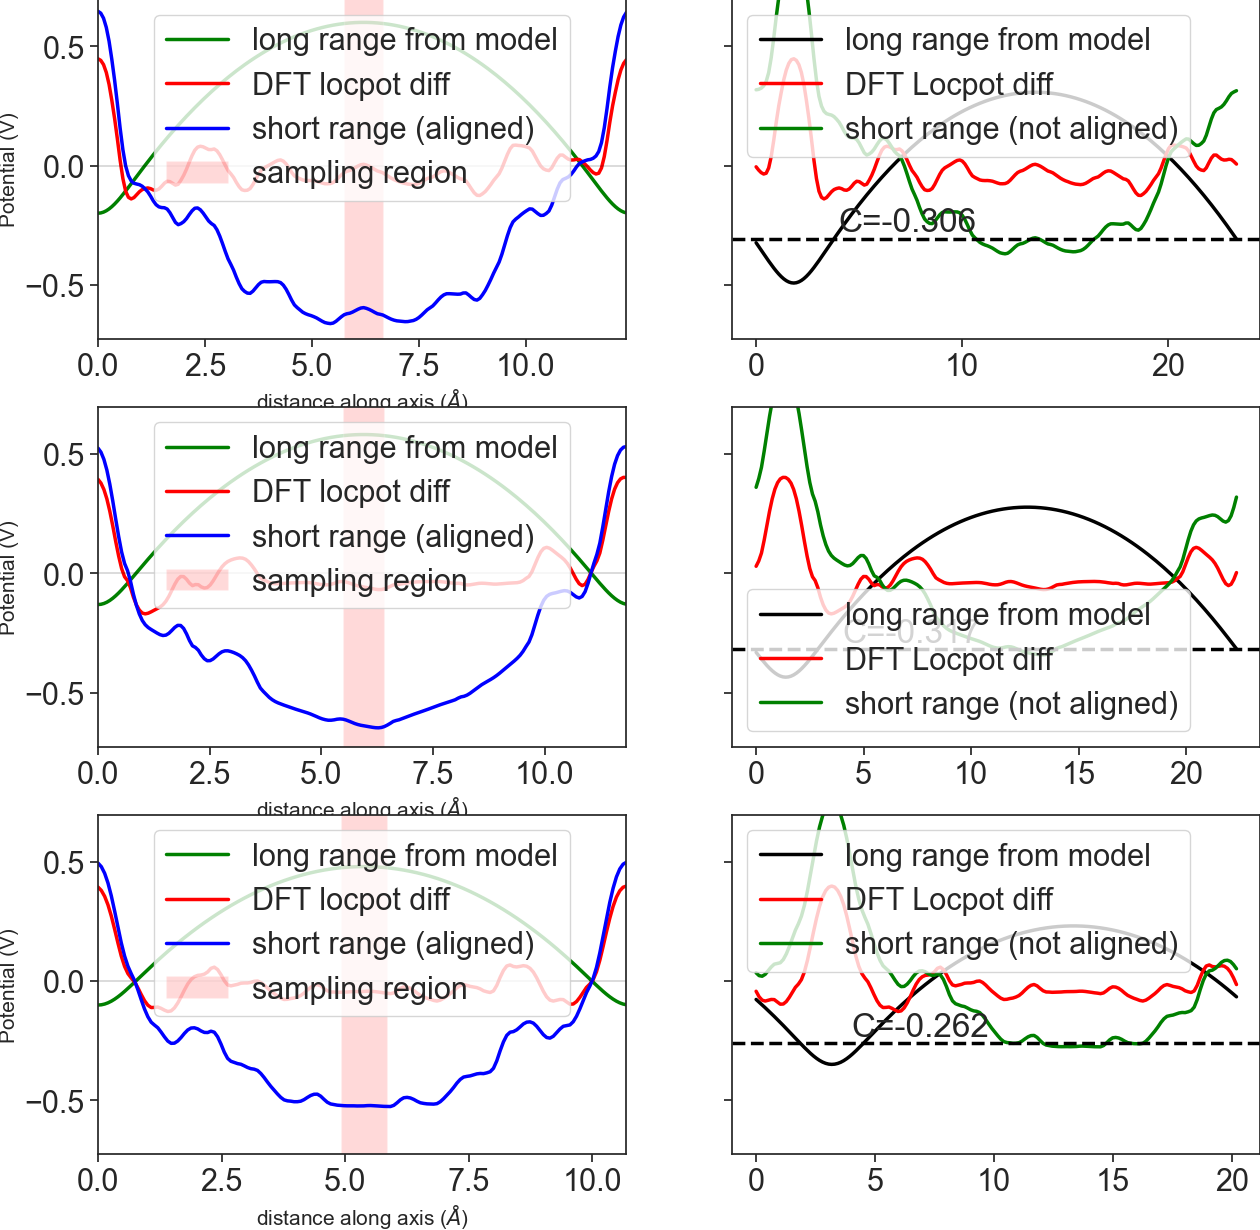 long range from model
DFT locpot diff
short range (aligned)
sampling region
0.5
0.0
−0.5
Potential (V)
0.0 2.5 5.0 7.5 10.0
distance along axis (Å)
long range from model
DFT Locpot diff
short range (not aligned)
C=-0.306
0 10 20
long range from model
DFT locpot diff
short range (aligned)
sampling region
0.5
0.0
−0.5
Potential (V)
0.0 2.5 5.0 7.5 10.0
distance along axis (Å)
C=-0.317
long range from model
DFT Locpot diff
short range (not aligned)
0 5 10 15 20
long range from model
DFT locpot diff
short range (aligned)
sampling region
0.5
0.0
−0.5
Potential (V)
0.0 2.5 5.0 7.5 10.0
distance along axis (Å)
long range from model
DFT Locpot diff
short range (not aligned)
C=-0.262
0 5 10 15 20